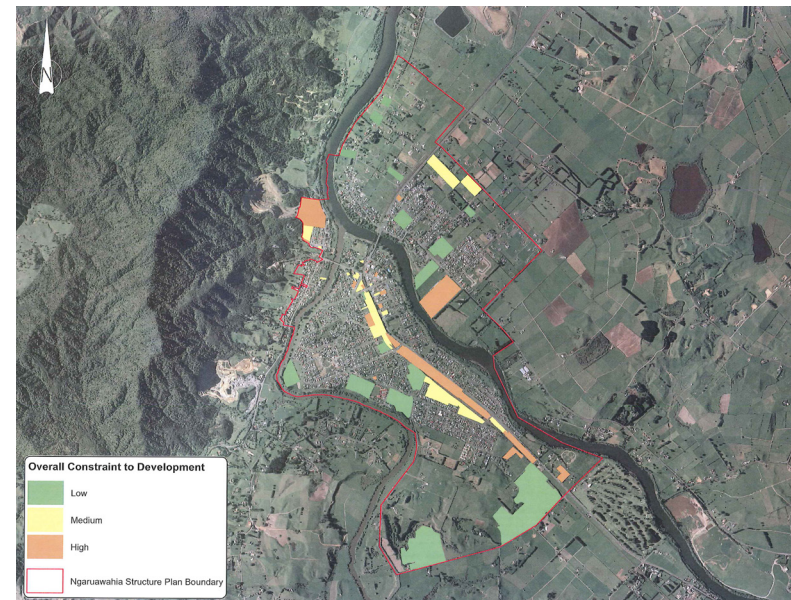 N
Overall Constraint to Development
Low
Medium
High
Ngaruawahia Structure Plan Boundary